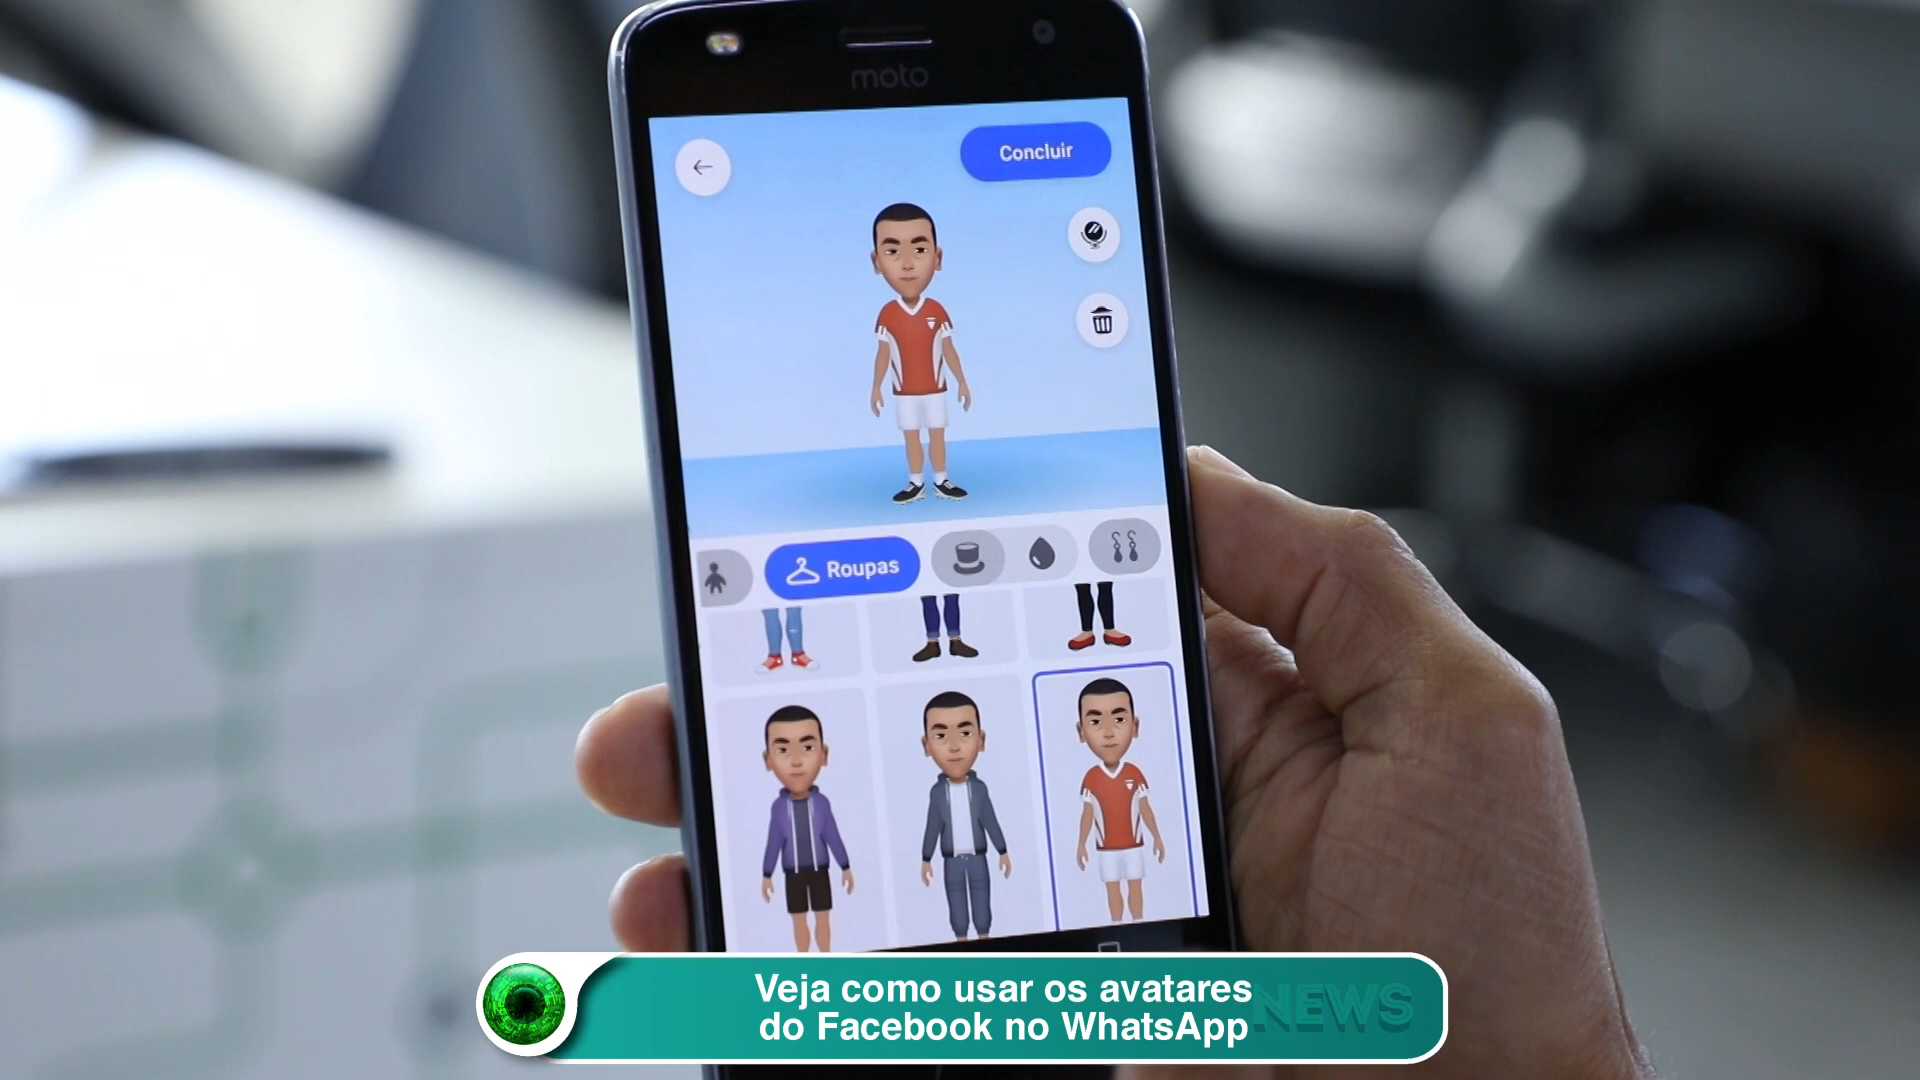 moto
Concluir
Roupas
Veja como usar os avatares
do Facebook no WhatsApp
NEWS